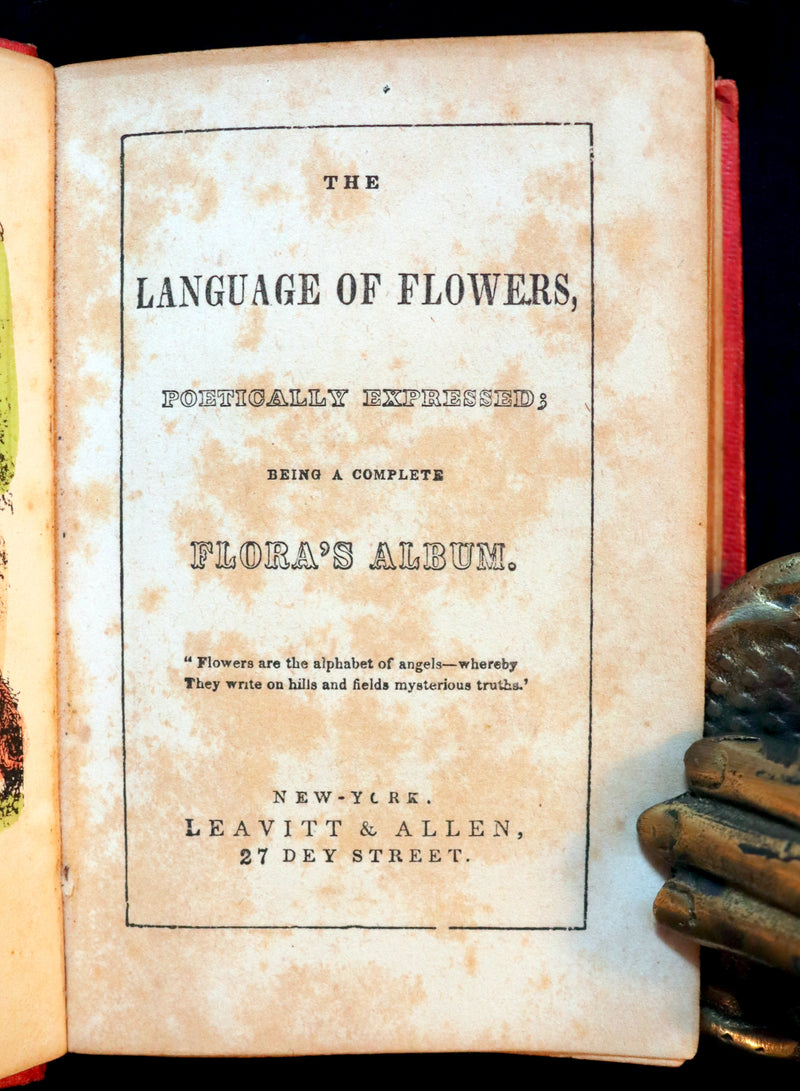 THE
LANGUAGE OF FLOWERS,
POETICALLY EXPRESSED;
BEING A COMPLETE
FLORA'S ALBUM.
“ Flowers are the alphabet of angels—whereby
They write on hills and fields mysterious truths.'
NEW-YORK.
LEAVITT & ALLEN,
27 DEY STREET.